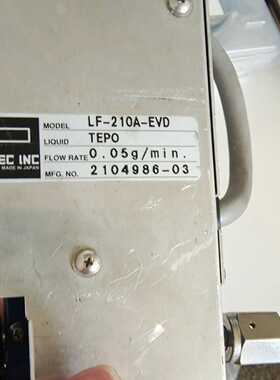 MODEL LF-210A-EVD
LIQUID TEPO
EC INC FLOW RATE 0.05g/min.
MADE IN JAPAN MFG. NO. 2104986-03